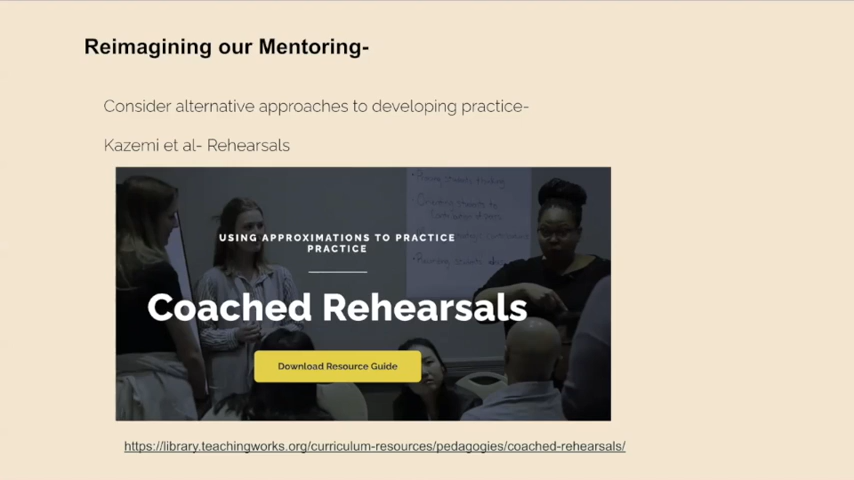 Reimagining our Mentoring-
Consider alternative approaches to developing practice-
Kazemi et al- Rehearsals
USING APPROXIMATIONS TO PRACTICE
PRACTICE
Coached Rehearsals
Download Resource Guide
https://library.teachingworks.org/curriculum-resources/pedagogies/coached-rehearsals/